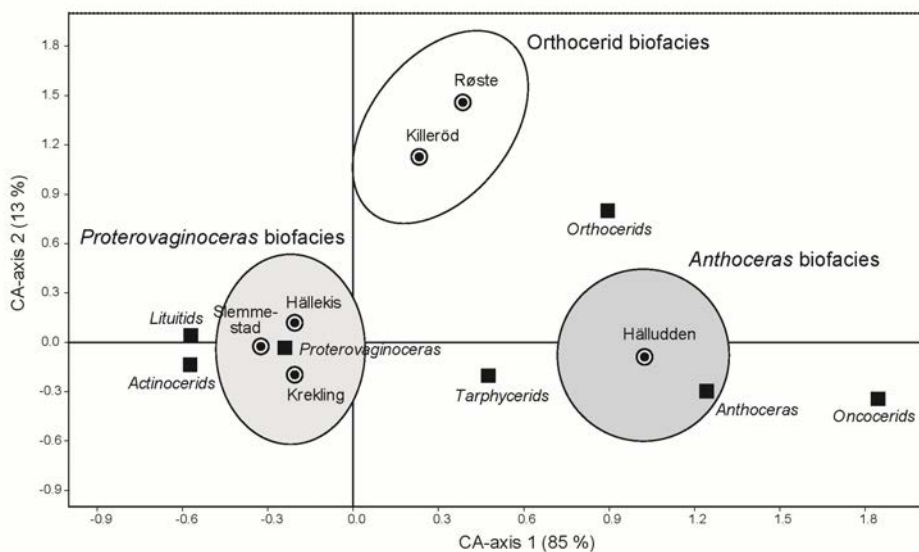 Orthocerid biofacies
Røste
Killeröd
Orthocerids
Proterovaginoceras biofacies
Anthoceras biofacies
Hällekis
Slemme-
stad
Lituitids
Proterovaginoceras
Actinocerids
Krekling
Hälludden
Tarphycerids
Anthoceras
Oncocerids
CA-axis 2 (13 %)
1.8
1.5
1.2
0.9
0.6
0.3
0.0
-0.3
-0.6
-0.9
-0.9
-0.6
-0.3
0.0
0.3
0.6
0.9
1.2
1.5
1.8
CA-axis 1 (85 %)